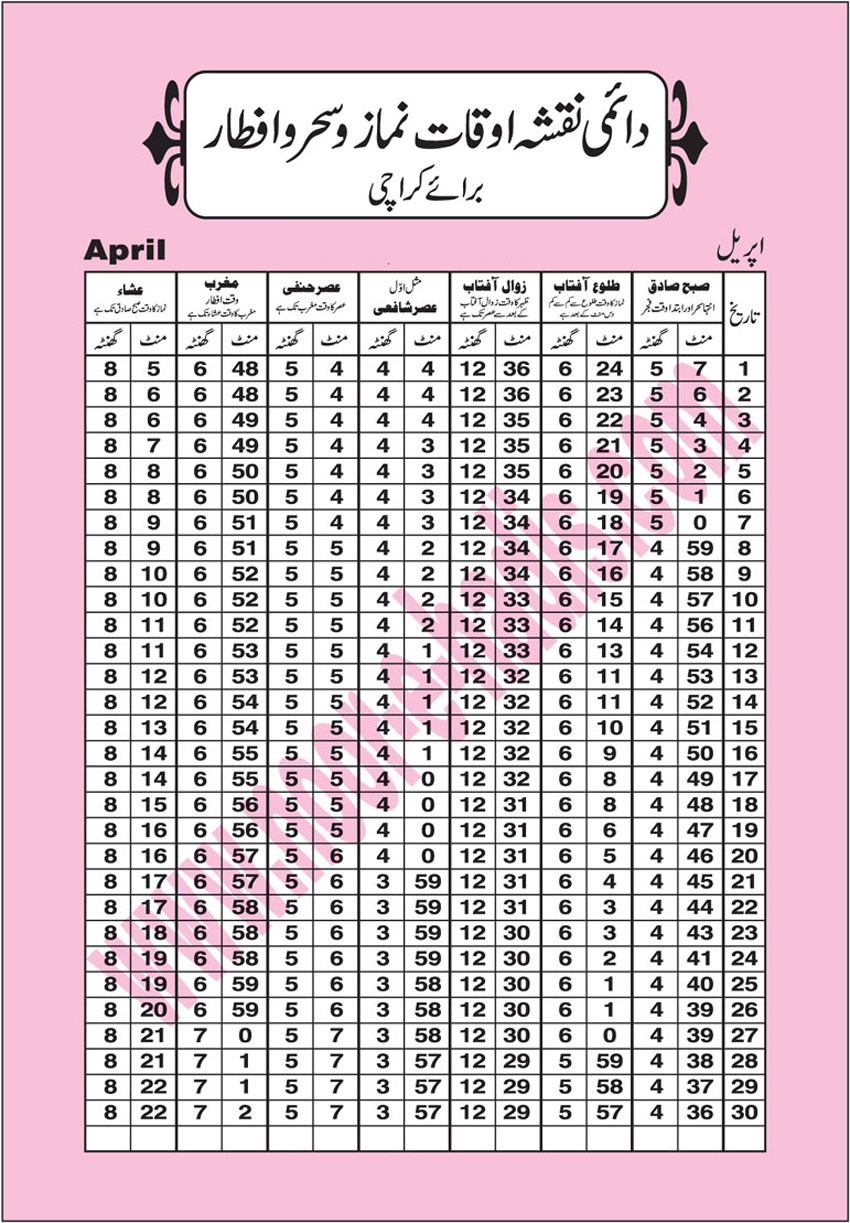 دائمی نقشہ اوقات نماز و سحر و افطار
برائے کراچی
اپریل April
تاریخ صبح صادق طلوع آفتاب زوال آفتاب مثل اوّل عصر شافعی عصر حنفی مغرب عشاء
انتہا سحر اور ابتدا وقت فجر نماز کا وقت طلوع سے کم سے کم دس منٹ کے بعد ہے ظہر کا وقت زوال آفتاب کے بعد سے عصر تک ہے عصر کا وقت مغرب تک ہے وقت افطار مغرب کا وقت عشاء تک ہے نماز کا وقت صبح صادق تک ہے
منٹ گھنٹہ منٹ گھنٹہ منٹ گھنٹہ منٹ گھنٹہ منٹ گھنٹہ منٹ گھنٹہ منٹ گھنٹہ
1 7 5 24 6 36 12 4 4 4 5 48 6 5 8
2 6 5 23 6 36 12 4 4 4 5 48 6 6 8
3 4 5 22 6 35 12 4 4 4 5 49 6 6 8
4 3 5 21 6 35 12 3 4 4 5 49 6 7 8
5 2 5 20 6 35 12 3 4 4 5 50 6 8 8
6 1 5 19 6 34 12 3 4 4 5 50 6 8 8
7 0 5 18 6 34 12 3 4 4 5 51 6 9 8
8 59 4 17 6 34 12 2 4 5 5 51 6 9 8
9 58 4 16 6 34 12 2 4 5 5 52 6 10 8
10 57 4 15 6 33 12 2 4 5 5 52 6 10 8
11 56 4 14 6 33 12 2 4 5 5 52 6 11 8
12 54 4 13 6 33 12 1 4 5 5 53 6 11 8
13 53 4 11 6 32 12 1 4 5 5 53 6 12 8
14 52 4 11 6 32 12 1 4 5 5 54 6 12 8
15 51 4 10 6 32 12 1 4 5 5 54 6 13 8
16 50 4 9 6 32 12 1 4 5 5 55 6 14 8
17 49 4 8 6 32 12 0 4 5 5 55 6 14 8
18 48 4 8 6 31 12 0 4 5 5 56 6 15 8
19 47 4 6 6 31 12 0 4 5 5 56 6 16 8
20 46 4 5 6 31 12 0 4 6 5 57 6 16 8
21 45 4 4 6 31 12 59 3 6 5 57 6 17 8
22 44 4 3 6 31 12 59 3 6 5 58 6 17 8
23 43 4 3 6 30 12 59 3 6 5 58 6 18 8
24 41 4 2 6 30 12 59 3 6 5 58 6 19 8
25 40 4 1 6 30 12 58 3 6 5 59 6 19 8
26 39 4 1 6 30 12 58 3 6 5 59 6 20 8
27 39 4 0 6 30 12 58 3 7 5 0 7 21 8
28 38 4 59 5 29 12 57 3 7 5 1 7 21 8
29 37 4 58 5 29 12 57 3 7 5 1 7 22 8
30 36 4 57 5 29 12 57 3 7 5 2 7 22 8
www.noor-e-hadis.com